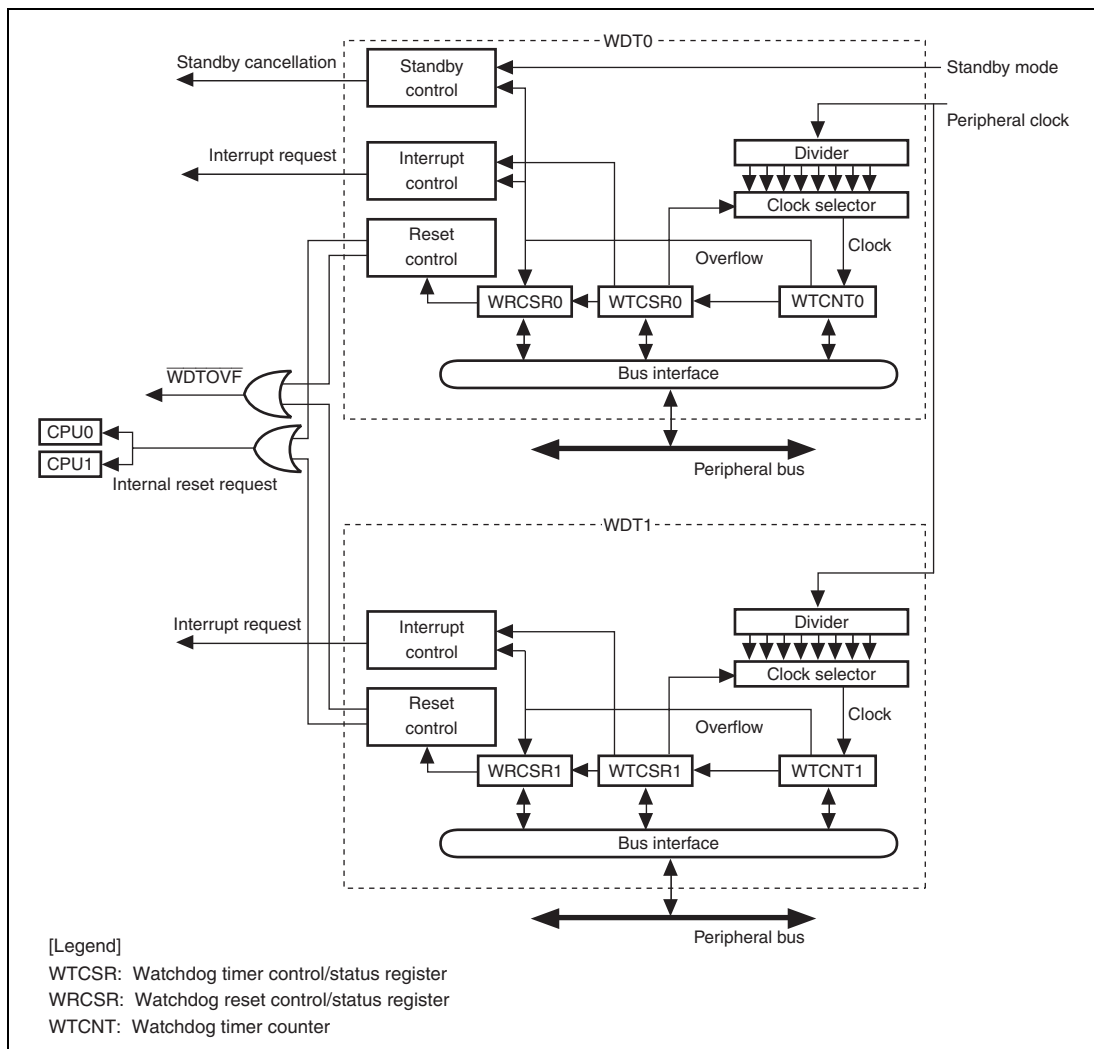 WDT0
Standby cancellation
Standby
control
Standby mode
Peripheral clock
Divider
Interrupt request
Interrupt
control
Clock selector
Reset
control
Overflow
Clock
WRCSR0
WTCSR0
WTCNT0
Bus interface
WDTOVF
CPU0
CPU1
Internal reset request
Peripheral bus
WDT1
Interrupt request
Interrupt
control
Divider
Clock selector
Reset
control
Overflow
Clock
WRCSR1
WTCSR1
WTCNT1
Bus interface
Peripheral bus
[Legend]
WTCSR: Watchdog timer control/status register
WRCSR: Watchdog reset control/status register
WTCNT: Watchdog timer counter